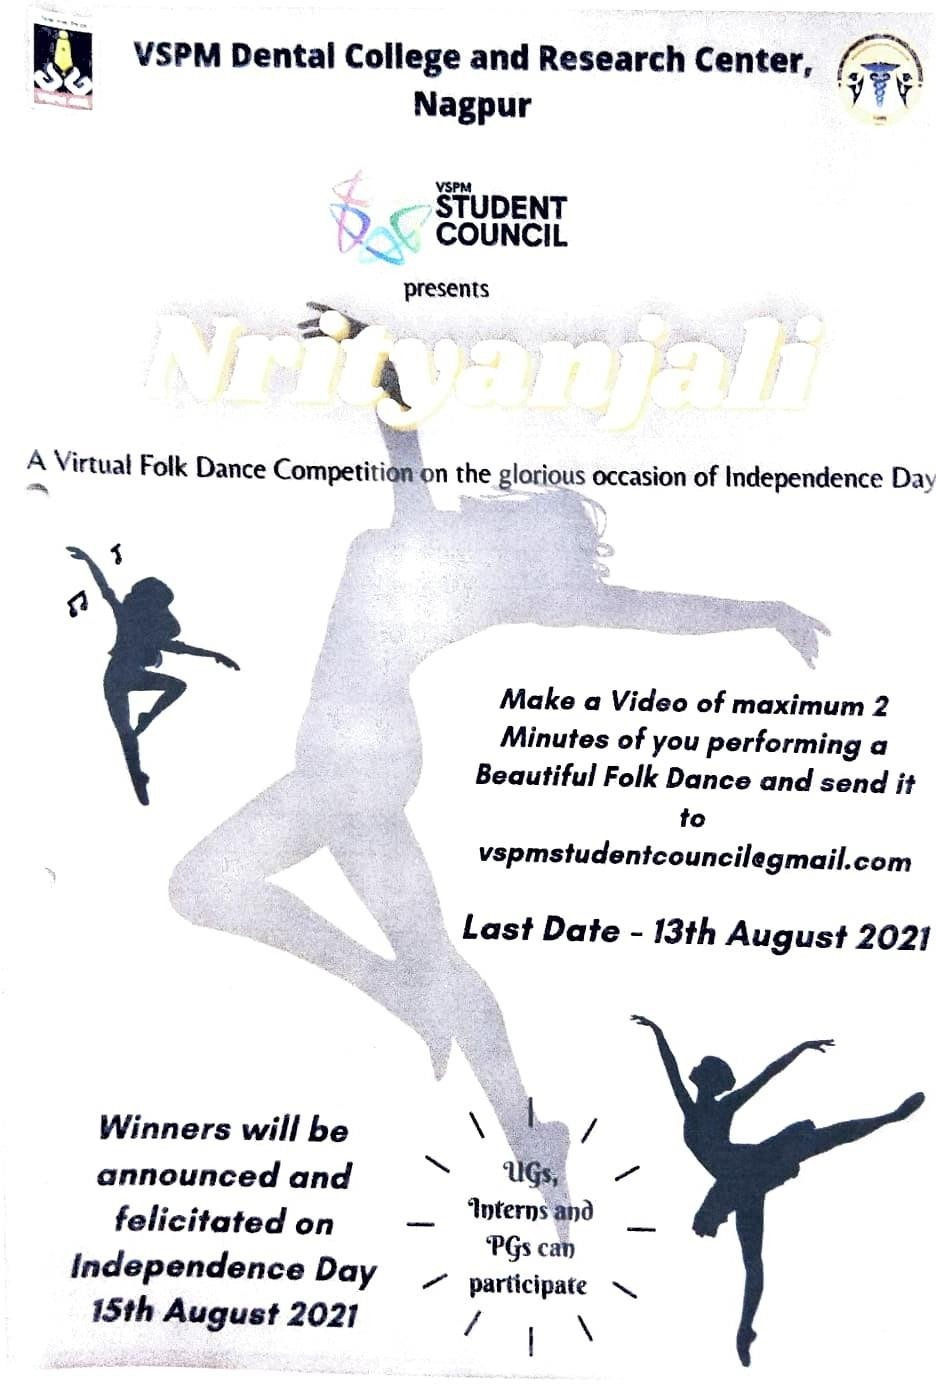 VSPM Dental College and Research Center,
Nagpur
VSPM
STUDENT
COUNCIL
presents
Nrityanjali
A Virtual Folk Dance Competition on the glorious occasion of Independence Day
Make a Video of maximum 2
Minutes of you performing a
Beautiful Folk Dance and send it
to
vspmstudentcouncil@gmail.com
Last Date - 13th August 2021
Winners will be
announced and
felicitated on
Independence Day
15th August 2021
UGs,
Interns and
PGs can
participate